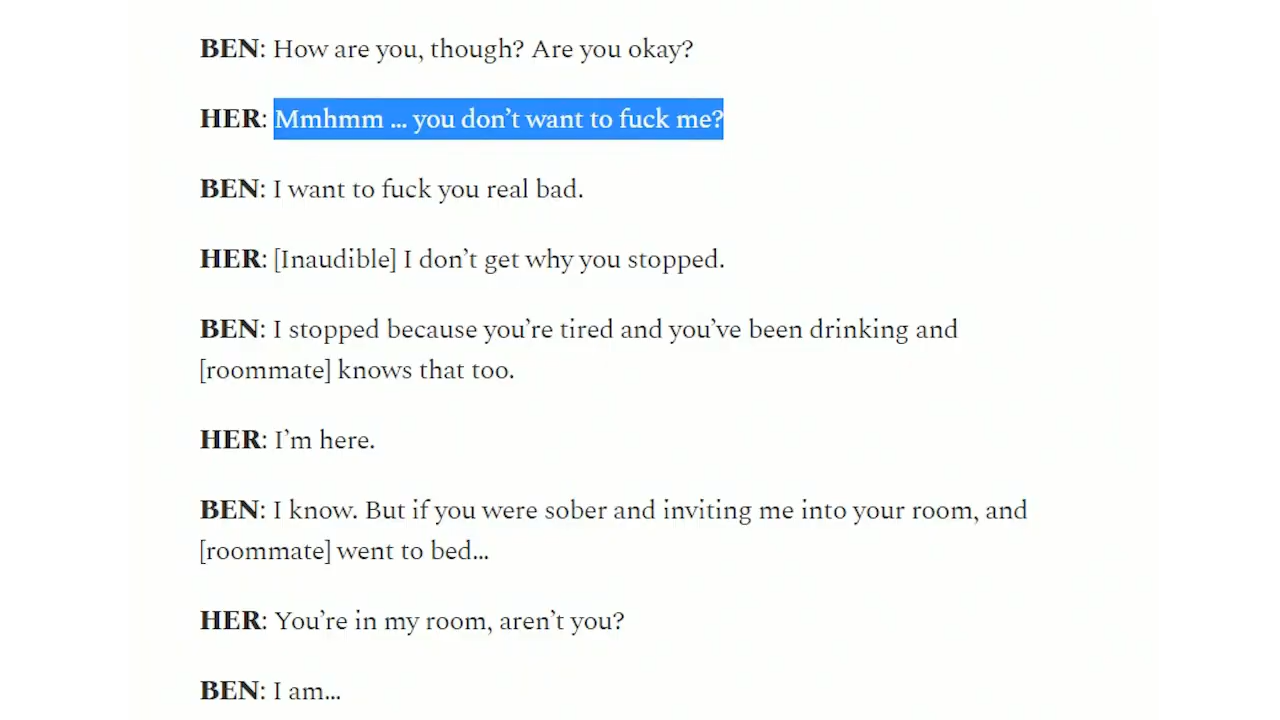 BEN: How are you, though? Are you okay?
HER: Mmhmm ... you don’t want to fuck me?
BEN: I want to fuck you real bad.
HER: [Inaudible] I don’t get why you stopped.
BEN: I stopped because you’re tired and you’ve been drinking and
[roommate] knows that too.
HER: I’m here.
BEN: I know. But if you were sober and inviting me into your room, and
[roommate] went to bed...
HER: You’re in my room, aren’t you?
BEN: I am...